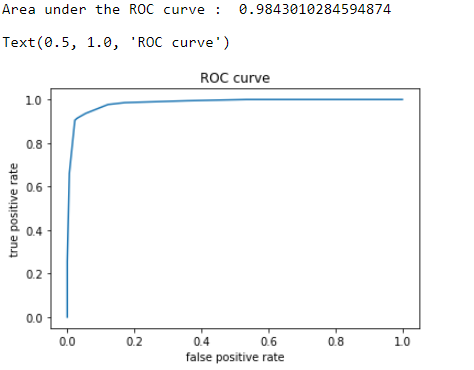 Area under the ROC curve :  0.9843010284594874
Text(0.5, 1.0, 'ROC curve')
ROC curve
1.0
0.8
0.6
0.4
0.2
0.0
true positive rate
0.0 0.2 0.4 0.6 0.8 1.0
false positive rate